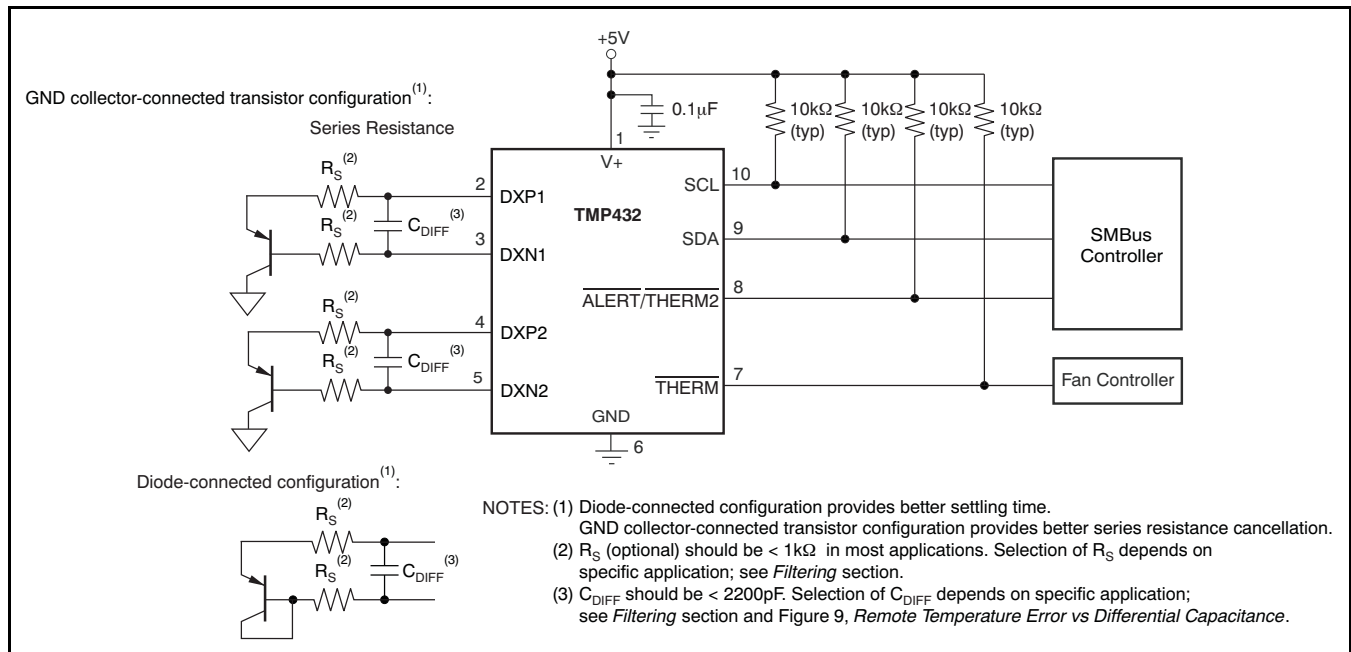 +5V
GND collector-connected transistor configuration(1):
Series Resistance
0.1μF
10kΩ (typ)
10kΩ (typ)
10kΩ (typ)
10kΩ (typ)
1
V+
RS(2)
2
DXP1
CDIFF(3)
RS(2)
3
DXN1
TMP432
SCL
10
SDA
9
SMBus Controller
ALERT/THERM2
8
RS(2)
4
DXP2
CDIFF(3)
RS(2)
5
DXN2
THERM
7
Fan Controller
GND
6
Diode-connected configuration(1):
RS(2)
RS(2)
CDIFF(3)
NOTES: (1) Diode-connected configuration provides better settling time.
GND collector-connected transistor configuration provides better series resistance cancellation.
(2) RS (optional) should be < 1kΩ in most applications. Selection of RS depends on
specific application; see Filtering section.
(3) CDIFF should be < 2200pF. Selection of CDIFF depends on specific application;
see Filtering section and Figure 9, Remote Temperature Error vs Differential Capacitance.